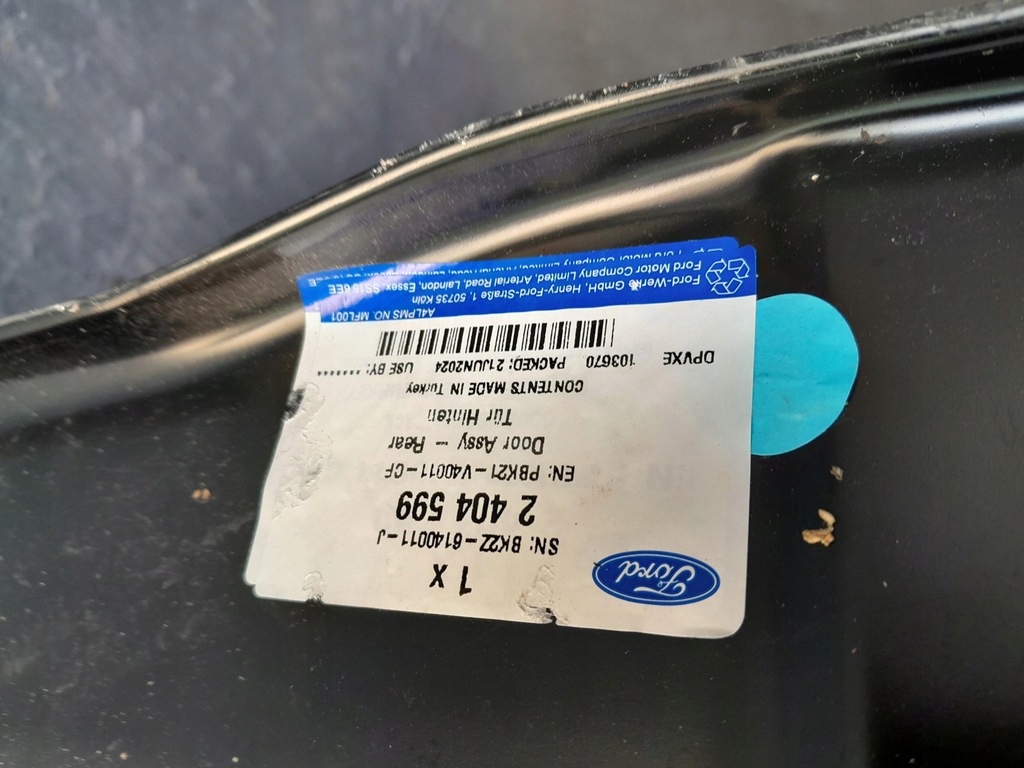 Ford
1 x
SN: BK2Z-6140011-J
2 404 599
EN: PBK21-V40011-CF
Door Assy - Rear
Tür Hinten
CONTENTS MADE IN Turkey
DPVXE 103670 PACKED: 21JUN2024 USE BY: *******
A4LPMS NO. MFL001
Ford-Werke GmbH, Henry-Ford-Straße 1, 50735 Köln
Ford Motor Company Limited, Arterial Road, Laindon, Essex. SS15 6EE